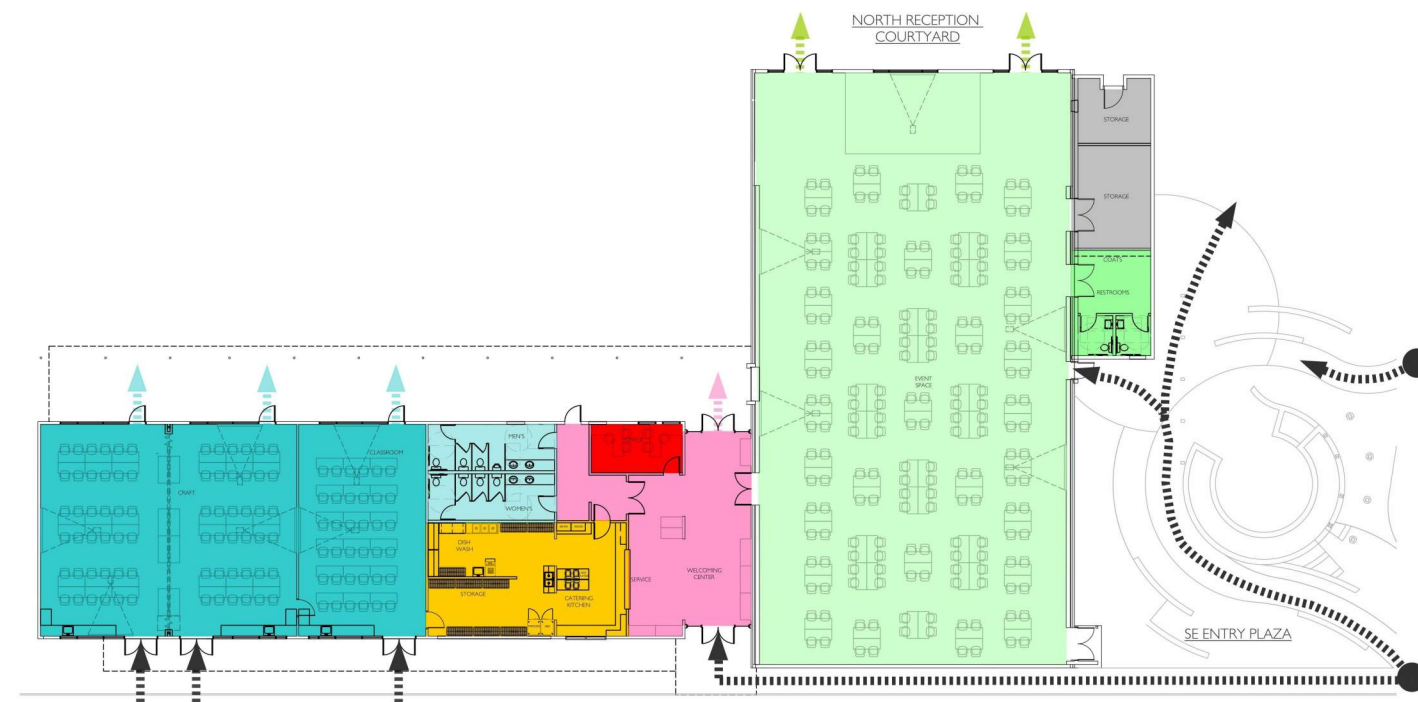 NORTH RECEPTION
COURTYARD
STORAGE
STORAGE
COATS
RESTROOMS
EVENT
SPACE
MEN'S
CLASSROOM
CRAFT
WOMEN'S
DISH
WASH
STORAGE
CATERING
KITCHEN
SERVICE
WELCOMING
CENTER
SE ENTRY PLAZA